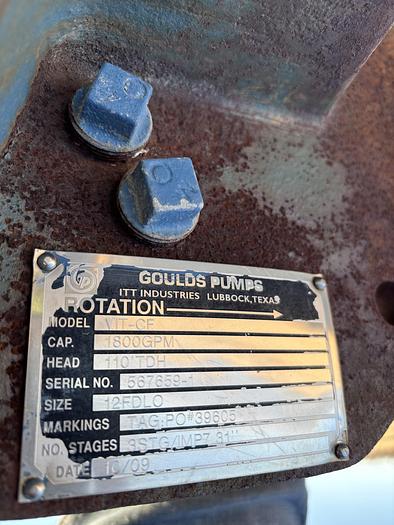 GOULDS PUMPS
ITT INDUSTRIES LUBBOCK, TEXAS
ROTATION
MODEL VIT-CF
CAP. 1800GPM
HEAD 110'TDH
SERIAL NO. 567659-1
SIZE 12FDLO
MARKINGS TAG:PO#39605
NO. STAGES 3STG/IMP7.31"
DATE 10/09